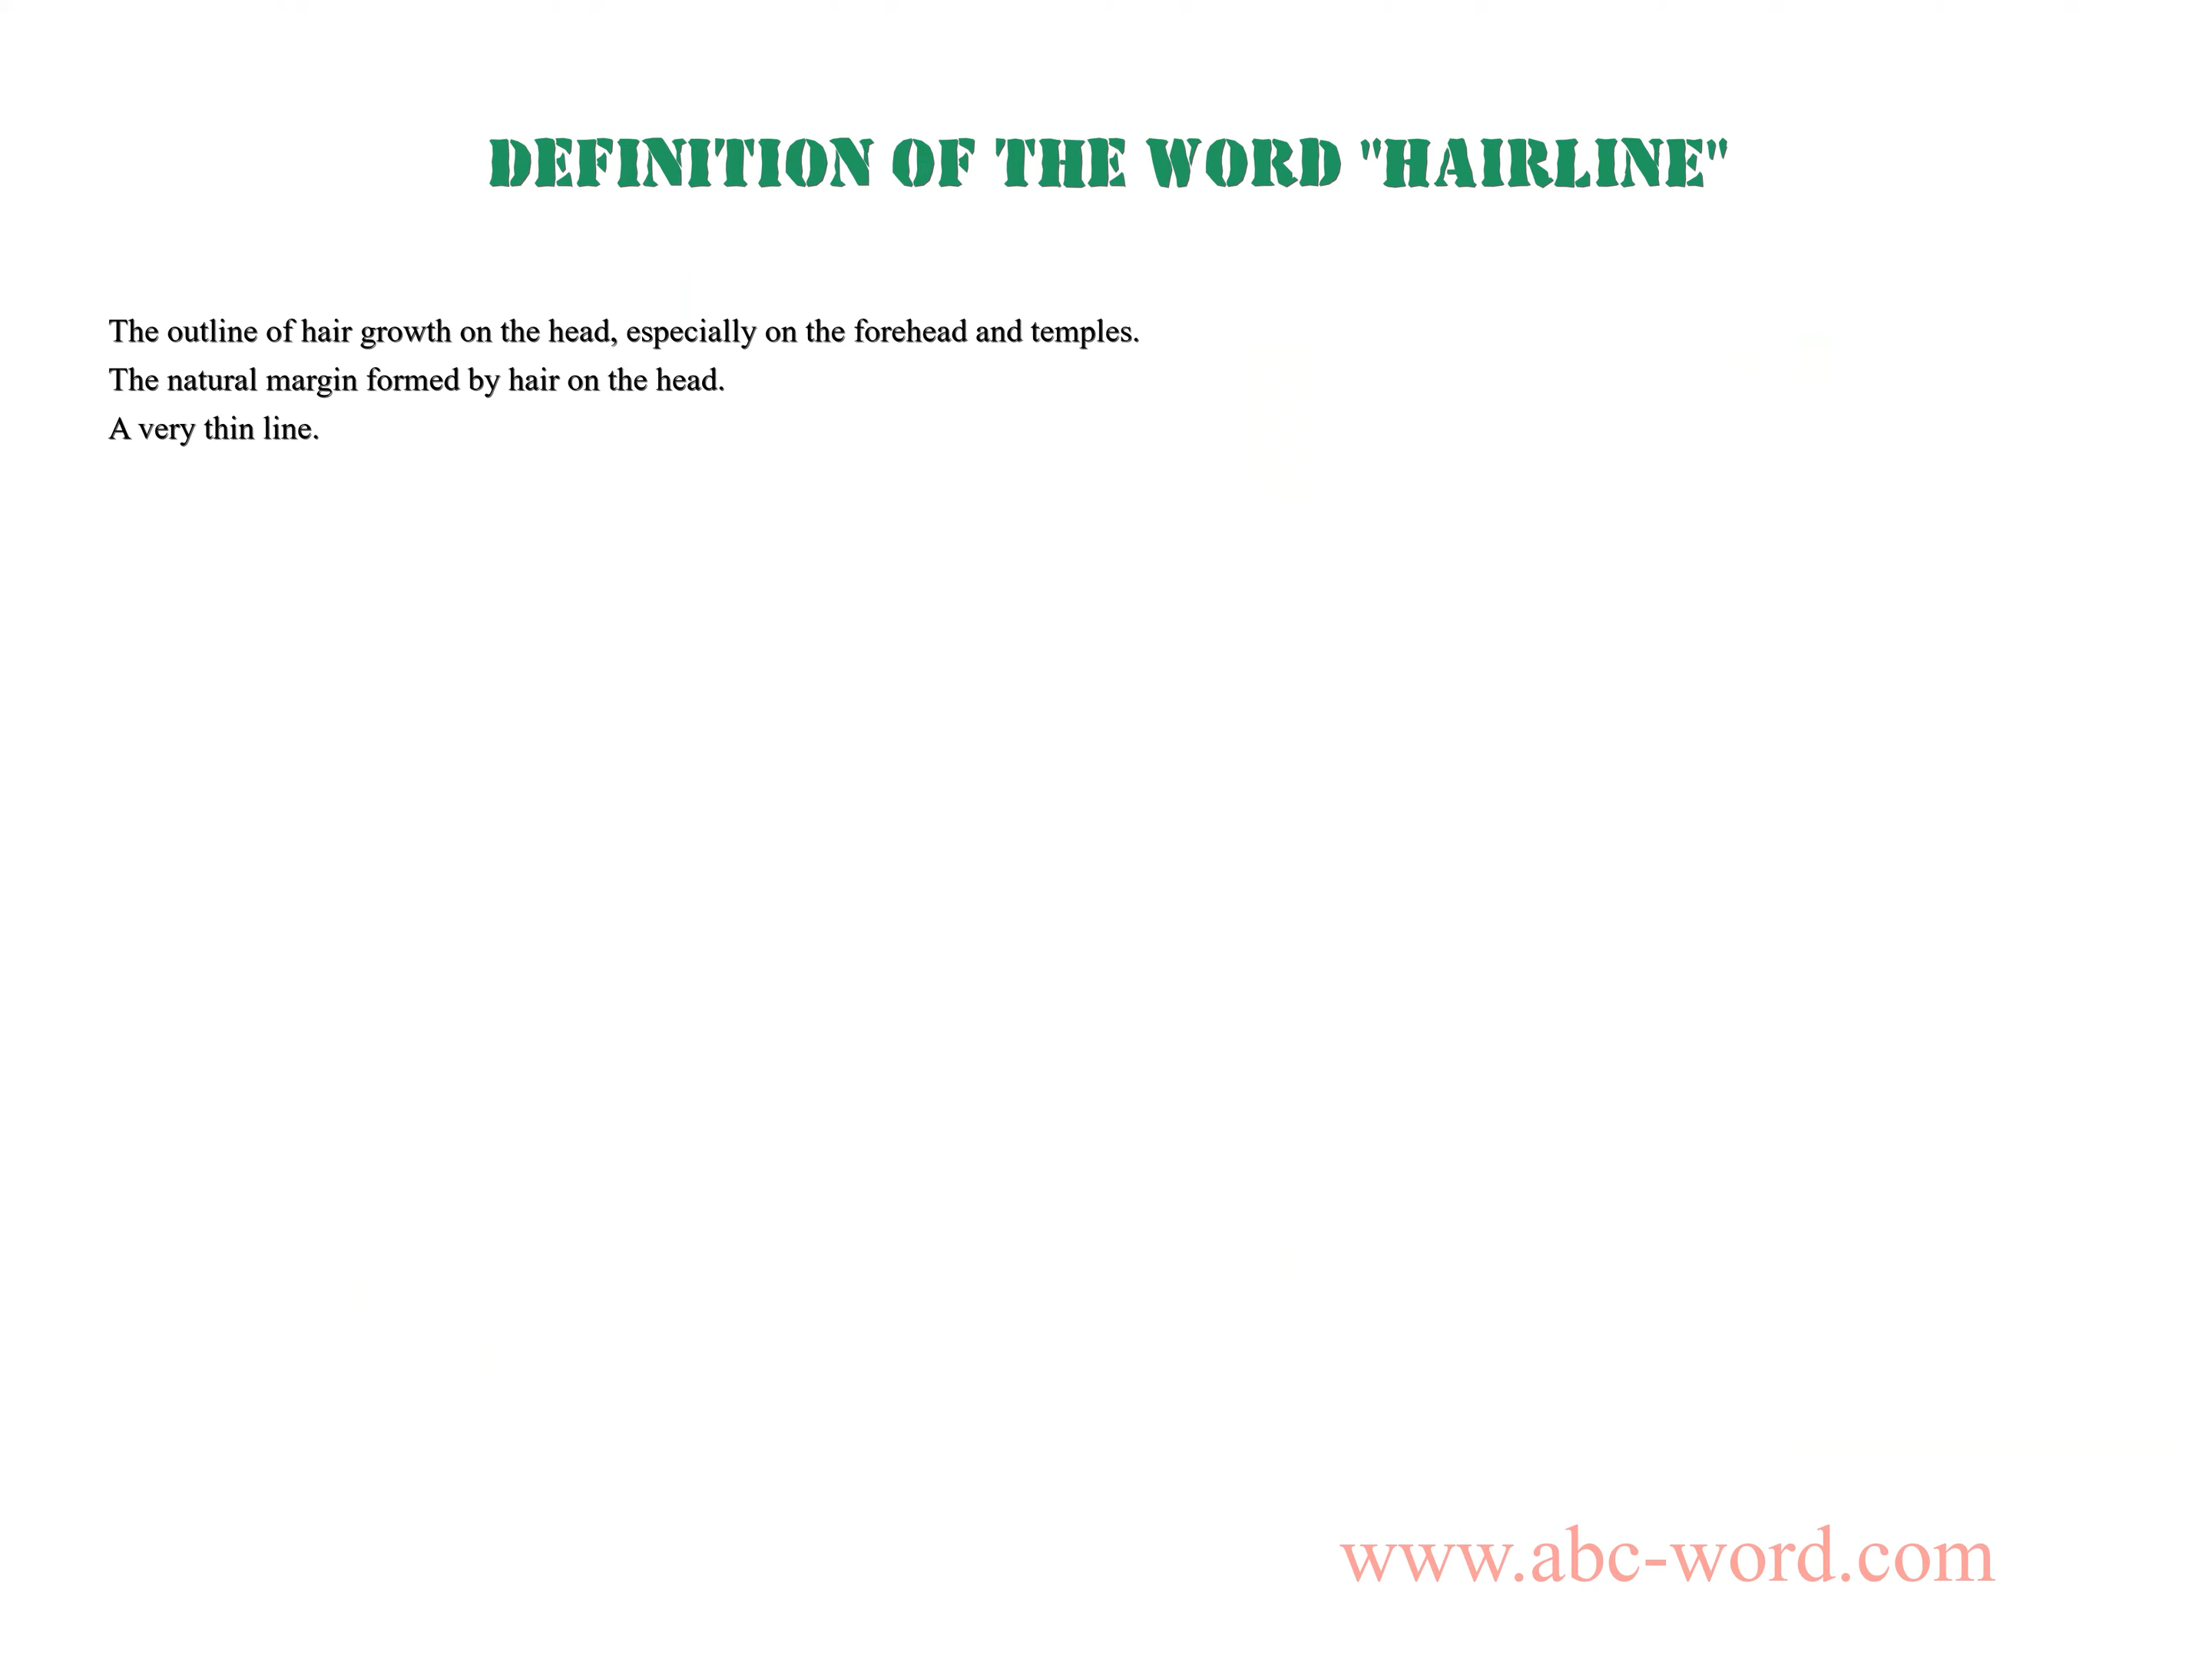 DEFINITION OF THE WORD "HAIRLINE"
The outline of hair growth on the head, especially on the forehead and temples.
The natural margin formed by hair on the head.
A very thin line.
www.abc-word.com